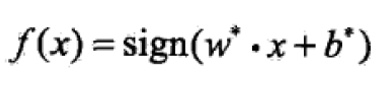 f(x) = sign(w* · x + b*)